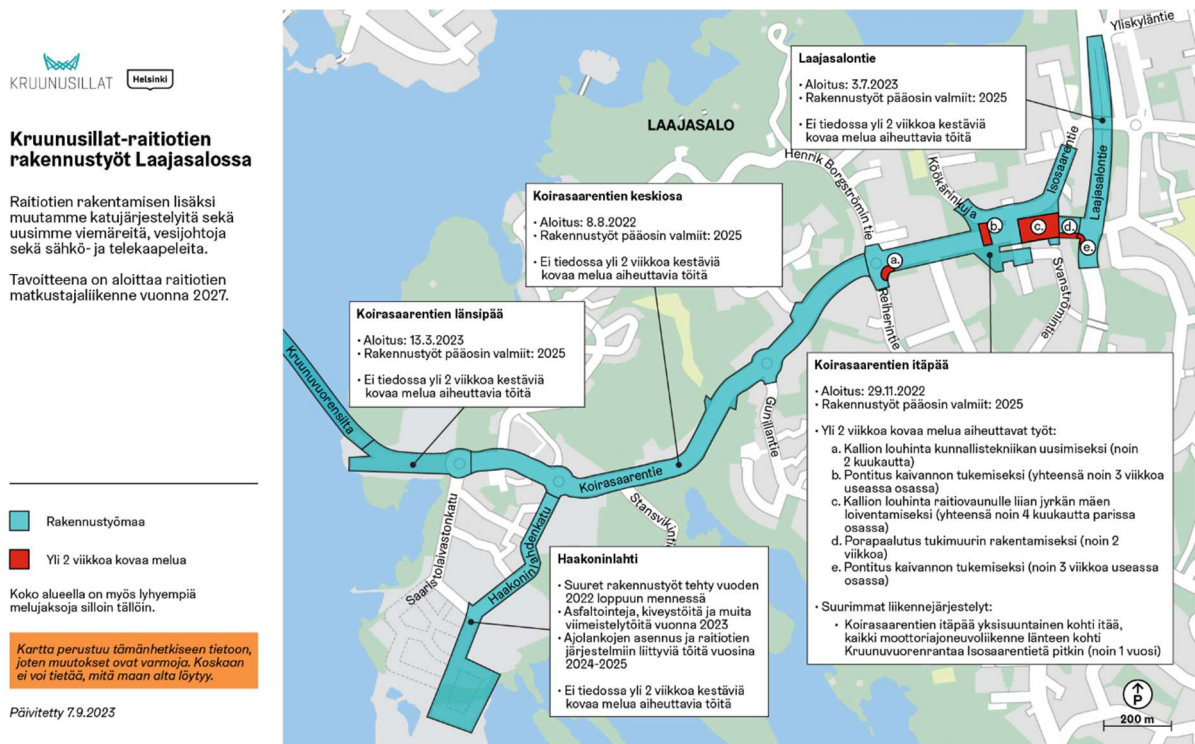 KRUUNUSILLAT
Helsinki
Kruunusillat-raitiotien
rakennustyöt Laajasalossa
Raitiotien rakentamisen lisäksi
muutamme katujärjestelyitä sekä
uusimme viemäreitä, vesijohtoja
sekä sähkö- ja telekaapeleita.
Tavoitteena on aloittaa raitiotien
matkustajaliikenne vuonna 2027.
Rakennustyömaa
Yli 2 viikkoa kovaa melua
Koko alueella on myös lyhyempiä
melujaksoja silloin tällöin.
Kartta perustuu tämänhetkiseen tietoon,
joten muutokset ovat varmoja. Koskaan
ei voi tietää, mitä maan alta löytyy.
Päivitetty 7.9.2023
LAAJASALO
Yliskyläntie
Laajasalontie
• Aloitus: 3.7.2023
• Rakennustyöt pääosin valmiit: 2025
• Ei tiedossa yli 2 viikkoa kestäviä
kovaa melua aiheuttavia töitä
Henrik Borgströmin tie
Köökärinkuja
Isosaarentie
Laajasalontie
Koirasaarentien keskiosa
• Aloitus: 8.8.2022
• Rakennustyöt pääosin valmiit: 2025
• Ei tiedossa yli 2 viikkoa kestäviä
kovaa melua aiheuttavia töitä
a.
b.
c.
d.
e.
Reiherintie
Svanströmintie
Koirasaarentien länsipää
• Aloitus: 13.3.2023
• Rakennustyöt pääosin valmiit: 2025
• Ei tiedossa yli 2 viikkoa kestäviä
kovaa melua aiheuttavia töitä
Kruunuvuorensilta
Gunillantie
Koirasaarentie
Stansvikintie
Saaristolaivastonkatu
Haakoninlahdenkatu
Koirasaarentien itäpää
• Aloitus: 29.11.2022
• Rakennustyöt pääosin valmiit: 2025
• Yli 2 viikkoa kovaa melua aiheuttavat työt:
a. Kallion louhinta kunnallistekniikan uusimiseksi (noin
2 kuukautta)
b. Pontitus kaivannon tukemiseksi (yhteensä noin 3 viikkoa
useassa osassa)
c. Kallion louhinta raitiovaunulle liian jyrkän mäen
loiventamiseksi (yhteensä noin 4 kuukautta parissa
osassa)
d. Porapaalutus tukimuurin rakentamiseksi (noin 2
viikkoa)
e. Pontitus kaivannon tukemiseksi (noin 3 viikkoa useassa
osassa)
• Suurimmat liikennejärjestelyt:
• Koirasaarentien itäpää yksisuuntainen kohti itää,
kaikki moottoriajoneuvoliikenne länteen kohti
Kruunuvuorenrantaa Isosaarentietä pitkin (noin 1 vuosi)
Haakoninlahti
• Suuret rakennustyöt tehty vuoden
2022 loppuun mennessä
• Asfaltointeja, kiveystöitä ja muita
viimeistelytöitä vuonna 2023
• Ajolankojen asennus ja raitiotien
järjestelmiin liittyviä töitä vuosina
2024-2025
• Ei tiedossa yli 2 viikkoa kestäviä
kovaa melua aiheuttavia töitä
P
200 m